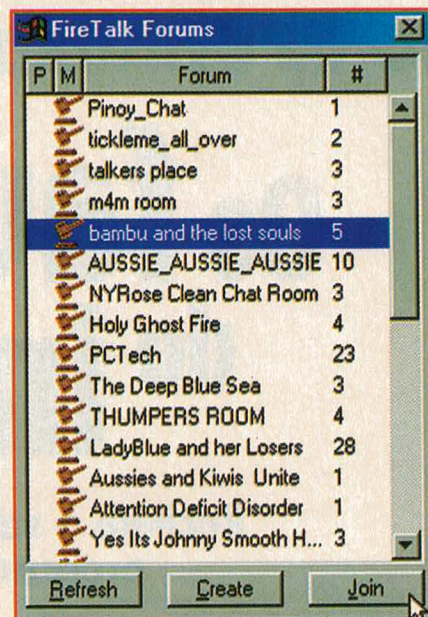 FireTalk Forums
P M Forum #
Pinoy_Chat 1
tickleme_all_over 2
talkers place 3
m4m room 3
bambu and the lost souls 5
AUSSIE_AUSSIE_AUSSIE 10
NYRose Clean Chat Room 3
Holy Ghost Fire 4
PCTech 23
The Deep Blue Sea 3
THUMPERS ROOM 4
LadyBlue and her Losers 28
Aussies and Kiwis Unite 1
Attention Deficit Disorder 1
Yes Its Johnny Smooth H... 3
Refresh Create Join